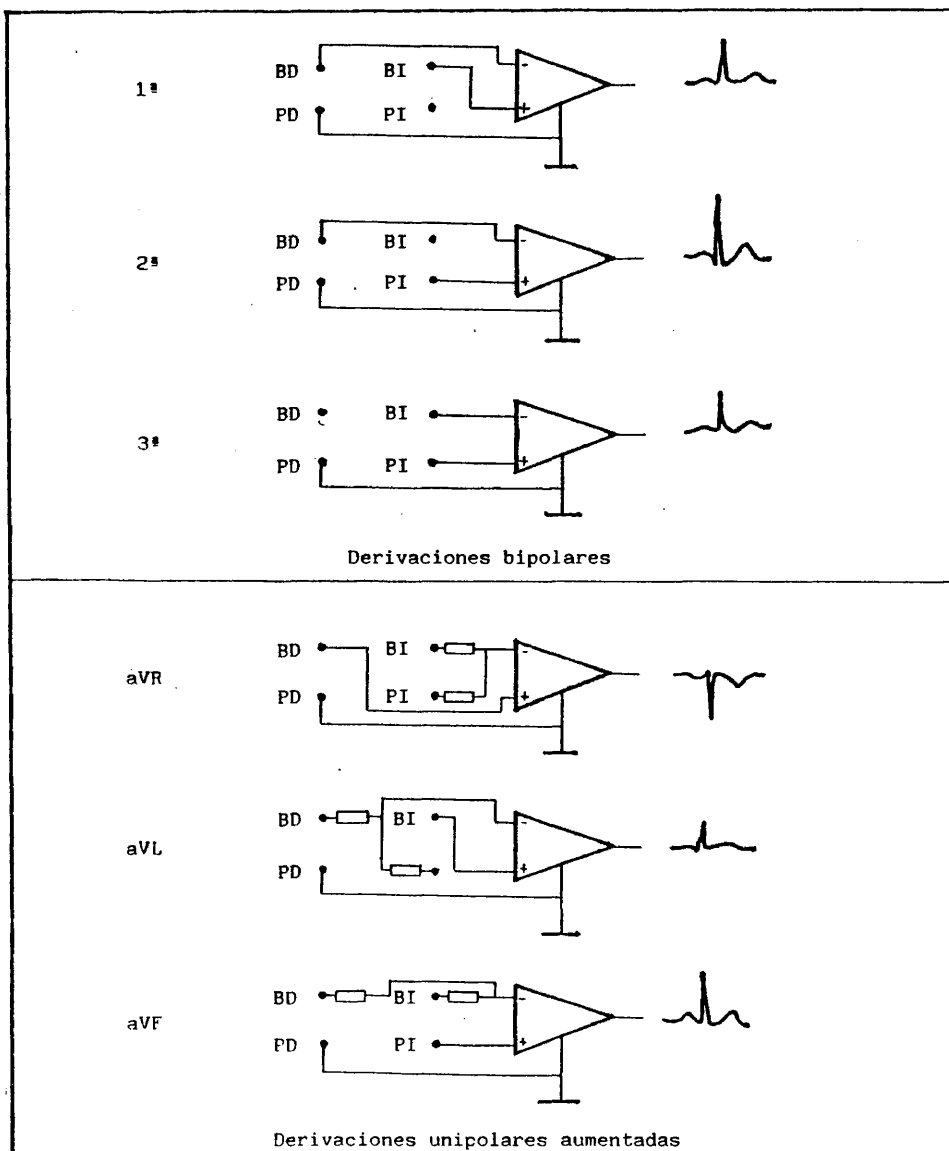 BD BI -
1ª
PD PI +
BD BI -
2ª
PD PI +
BD BI -
3ª
PD PI +
Derivaciones bipolares
BD BI -
aVR
PD PI +
BD BI -
aVL
PD +
BD BI -
aVF
PD PI +
Derivaciones unipolares aumentadas